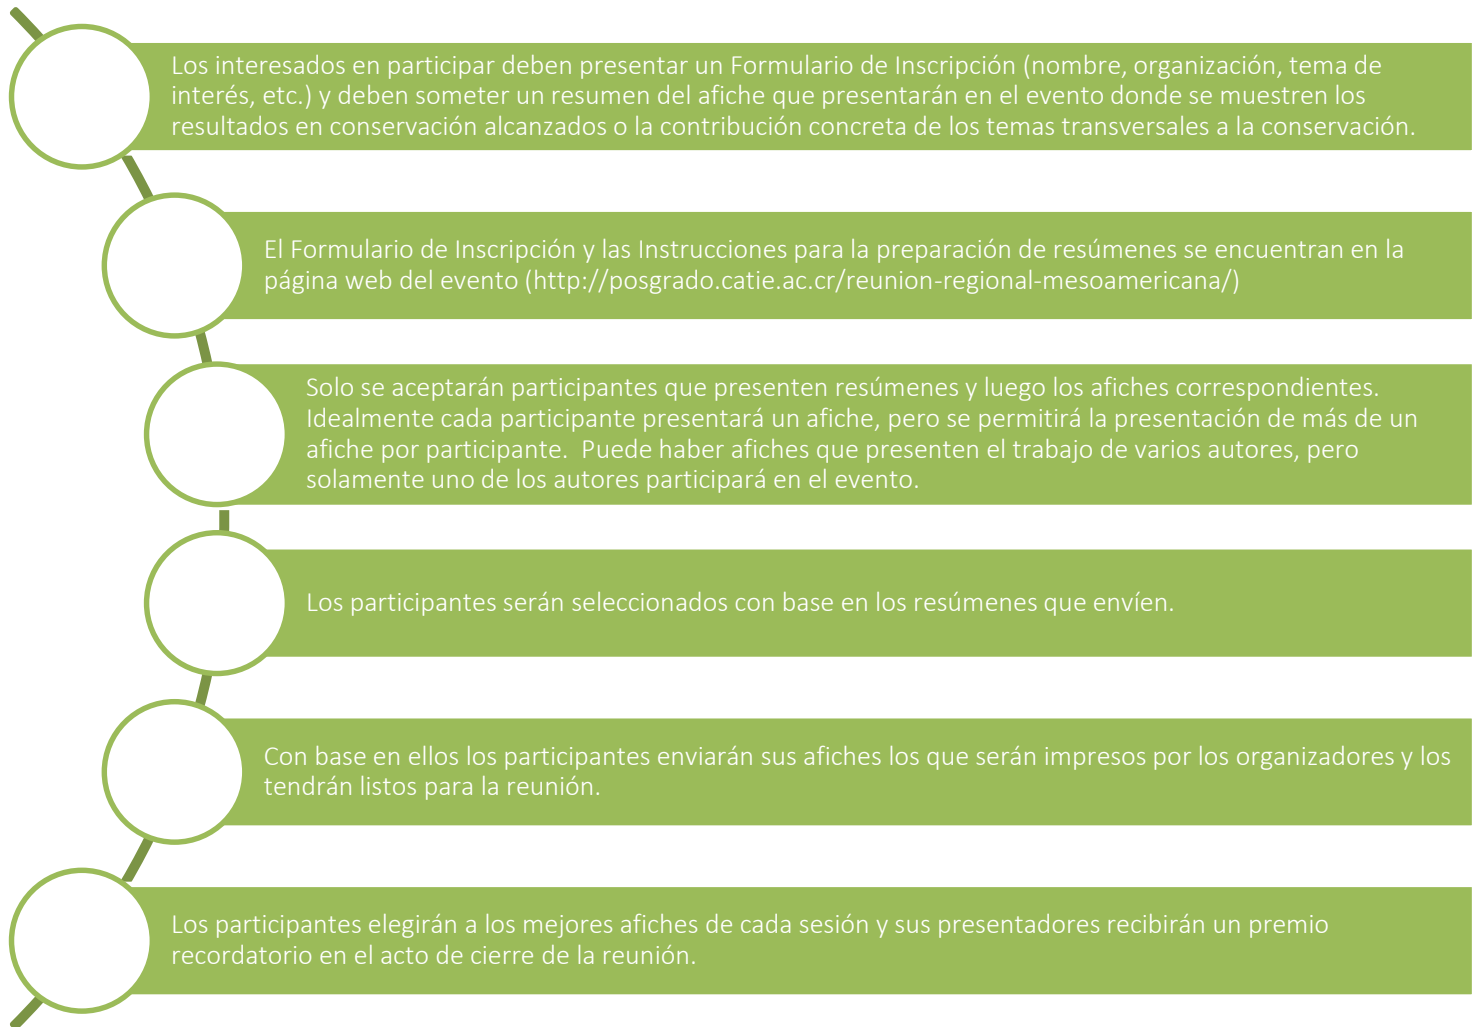 Los interesados en participar deben presentar un Formulario de Inscripción (nombre, organización, tema de
interés, etc.) y deben someter un resumen del afiche que presentarán en el evento donde se muestren los
resultados en conservación alcanzados o la contribución concreta de los temas transversales a la conservación.
El Formulario de Inscripción y las Instrucciones para la preparación de resúmenes se encuentran en la
página web del evento (http://posgrado.catie.ac.cr/reunion-regional-mesoamericana/)
Solo se aceptarán participantes que presenten resúmenes y luego los afiches correspondientes.
Idealmente cada participante presentará un afiche, pero se permitirá la presentación de más de un
afiche por participante.  Puede haber afiches que presenten el trabajo de varios autores, pero
solamente uno de los autores participará en el evento.
Los participantes serán seleccionados con base en los resúmenes que envíen.
Con base en ellos los participantes enviarán sus afiches los que serán impresos por los organizadores y los
tendrán listos para la reunión.
Los participantes elegirán a los mejores afiches de cada sesión y sus presentadores recibirán un premio
recordatorio en el acto de cierre de la reunión.